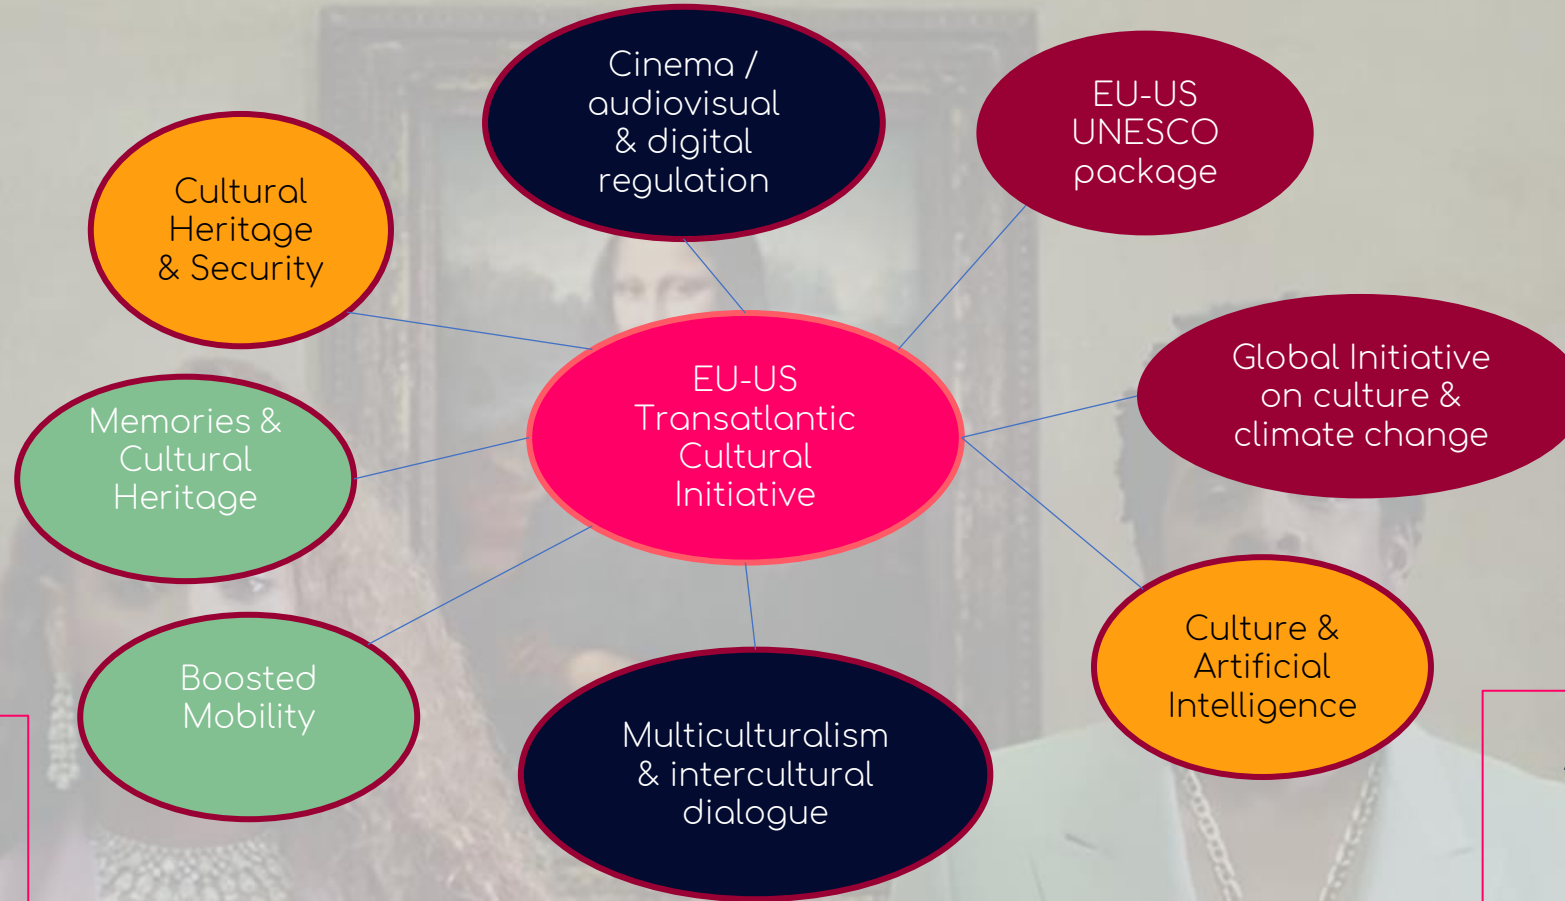 Cinema /
audiovisual
& digital
regulation
EU-US
UNESCO
package
Cultural
Heritage
& Security
Global Initiative
on culture &
climate change
EU-US
Transatlantic
Cultural
Initiative
Memories &
Cultural
Heritage
Culture &
Artificial
Intelligence
Boosted
Mobility
Multiculturalism
& intercultural
dialogue